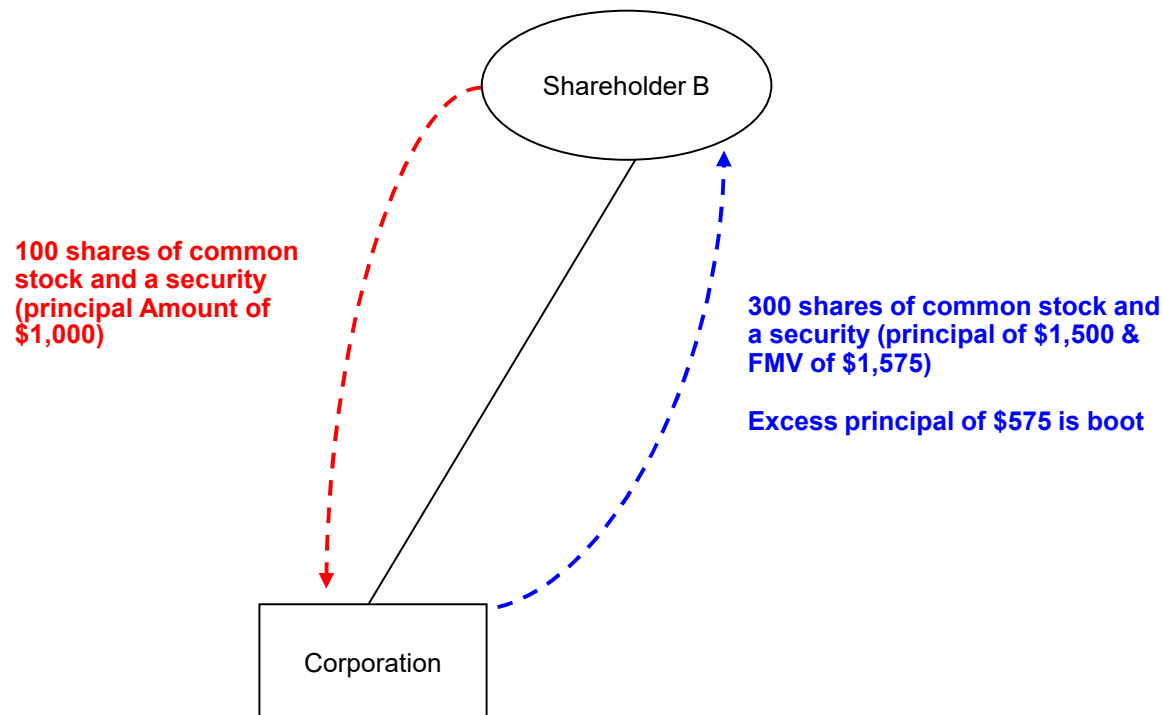 Shareholder B
100 shares of common
stock and a security
(principal Amount of
$1,000)
300 shares of common stock and
a security (principal of $1,500 &
FMV of $1,575)
Excess principal of $575 is boot
Corporation